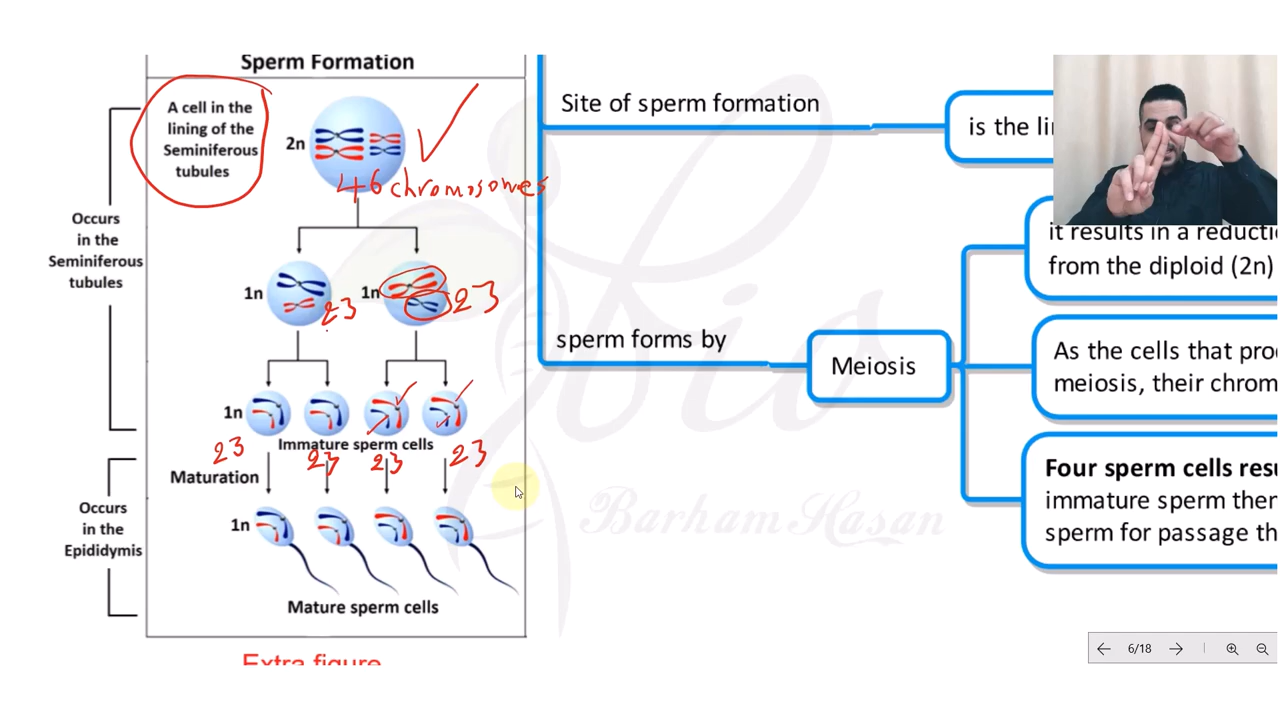 Sperm Formation
A cell in the
lining of the
Seminiferous
tubules
2n
46 chromosomes
Occurs
in the
Seminiferous
tubules
1n
23
1n
23
1n
Immature sperm cells
23
23
23
23
Maturation
Occurs
in the
Epididymis
1n
Mature sperm cells
Extra figure
Site of sperm formation
is the li
sperm forms by
Meiosis
it results in a reducti
from the diploid (2n)
As the cells that pro
meiosis, their chrom
Four sperm cells resu
immature sperm ther
sperm for passage th
bio
Barham Hasan
6/18